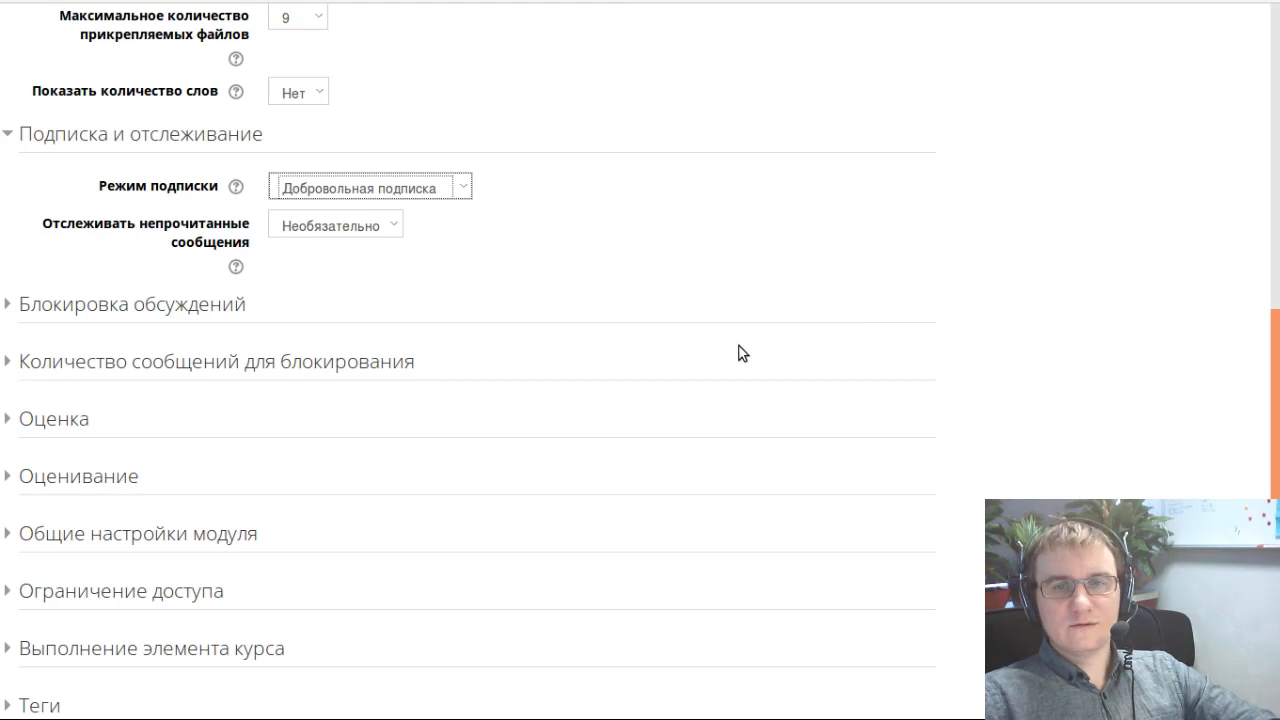 Максимальное количество
прикрепляемых файлов
9
Показать количество слов
Нет
Подписка и отслеживание
Режим подписки
Добровольная подписка
Отслеживать непрочитанные
сообщения
Необязательно
Блокировка обсуждений
Количество сообщений для блокирования
Оценка
Оценивание
Общие настройки модуля
Ограничение доступа
Выполнение элемента курса
Теги